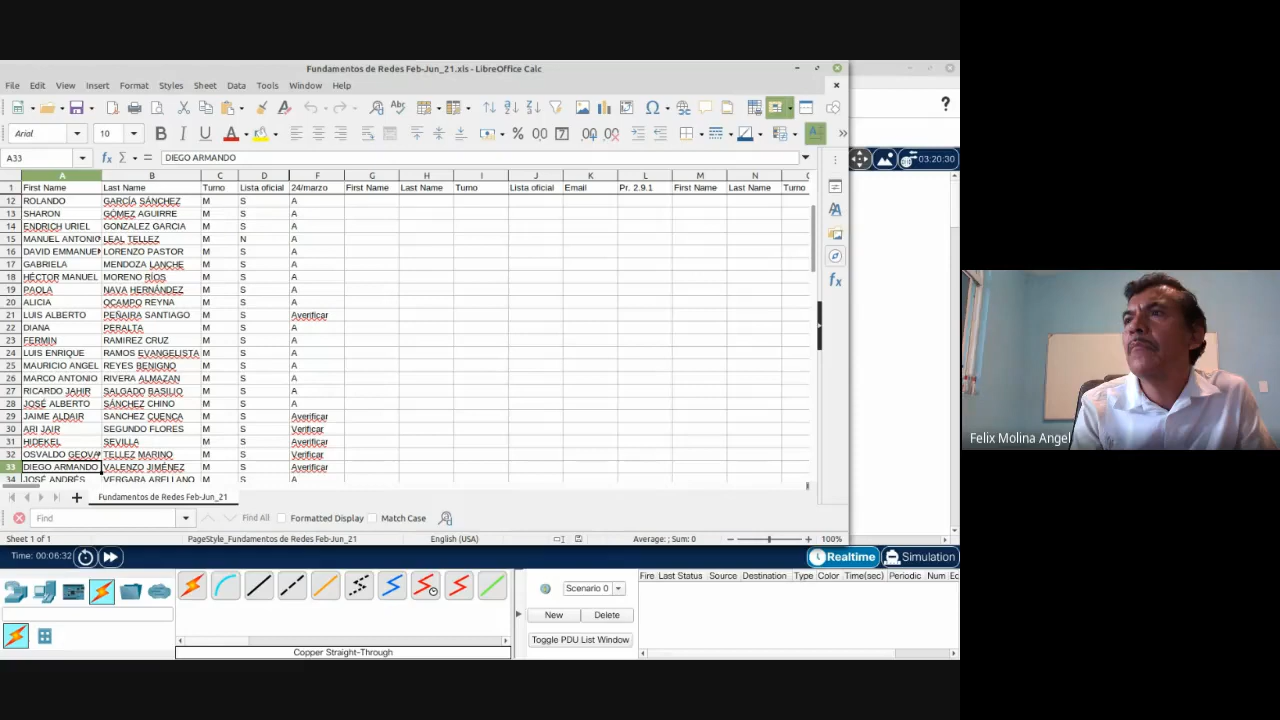 Fundamentos de Redes Feb-Jun_21.xls - LibreOffice Calc
File Edit View Insert Format Styles Sheet Data Tools Window Help
Arial 10
A33 DIEGO ARMANDO
A B C D F G H I J K L M N
1 First Name Last Name Turno Lista oficial 24/marzo First Name Last Name Turno Lista oficial Email Pr. 2.9.1 First Name Last Name Turno
12 ROLANDO GARCÍA SÁNCHEZ M S A
13 SHARON GÓMEZ AGUIRRE M S A
14 ENDRICH URIEL GONZALEZ GARCIA M S A
15 MANUEL ANTONIO LEAL TELLEZ M N A
16 DAVID EMMANUEL LORENZO PASTOR M S A
17 GABRIELA MENDOZA LANCHE M S A
18 HÉCTOR MANUEL MORENO RÍOS M S A
19 PAOLA NAVA HERNÁNDEZ M S A
20 ALICIA OCAMPO REYNA M S A
21 LUIS ALBERTO PEÑAIRA SANTIAGO M S Averificar
22 DIANA PERALTA M S A
23 FERMIN RAMIREZ CRUZ M S A
24 LUIS ENRIQUE RAMOS EVANGELISTA M S A
25 MAURICIO ANGEL REYES BENIGNO M S A
26 MARCO ANTONIO RIVERA ALMAZAN M S A
27 RICARDO JAHIR SALGADO BASILIO M S A
28 JOSÉ ALBERTO SÁNCHEZ CHINO M S A
29 JAIME ALDAIR SANCHEZ CUENCA M S Averificar
30 ARI JAIR SEGUNDO FLORES M S Verificar
31 HIDEKEL SEVILLA M S Averificar
32 OSVALDO GEOVA TELLEZ MARINO M S Verificar
33 DIEGO ARMANDO VALENZO JIMÉNEZ M S Averificar
34 JOSÉ ANDRÉS VERGARA ARELLANO M S A
Fundamentos de Redes Feb-Jun_21
Find Find All Formatted Display Match Case
Sheet 1 of 1 PageStyle_Fundamentos de Redes Feb-Jun_21 English (USA) Average: ; Sum: 0 100%
?
03:20:30
Time: 00:06:32 Realtime Simulation
Scenario 0
New Delete
Toggle PDU List Window
Fire Last Status Source Destination Type Color Time(sec) Periodic Num
Copper Straight-Through
Felix Molina Angel